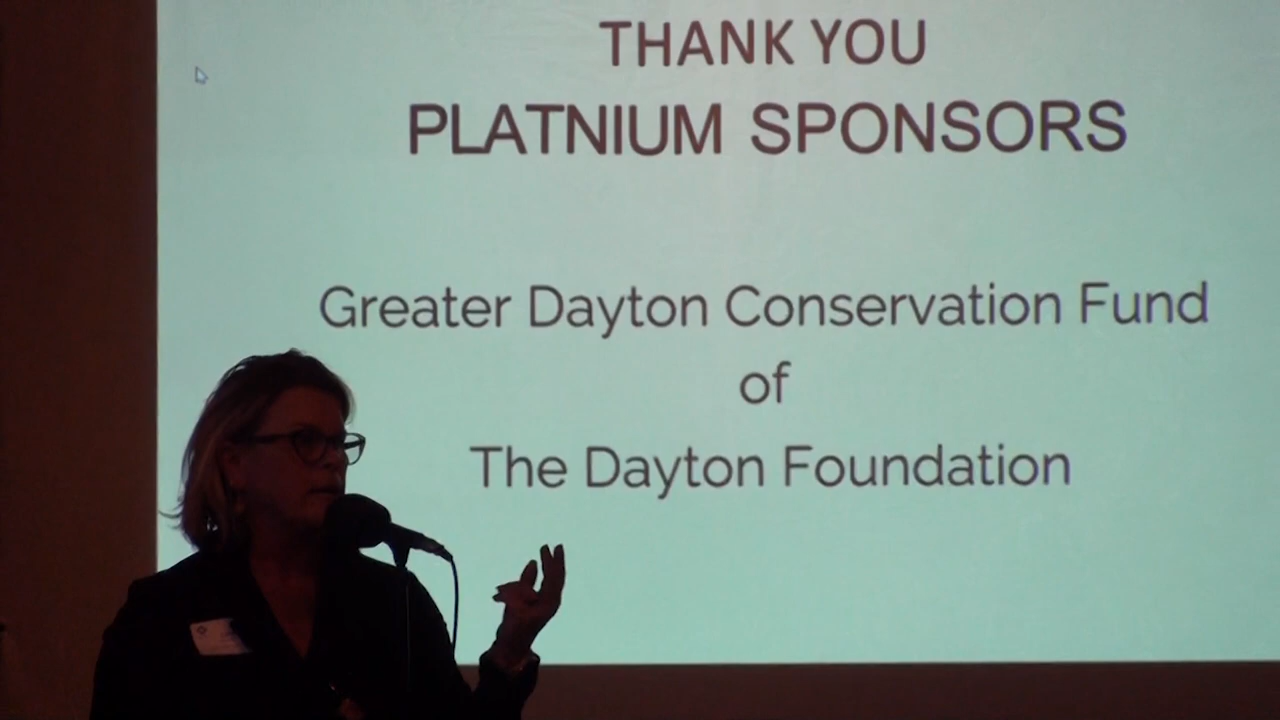 THANK YOU
PLATNIUM SPONSORS
Greater Dayton Conservation Fund
of
The Dayton Foundation